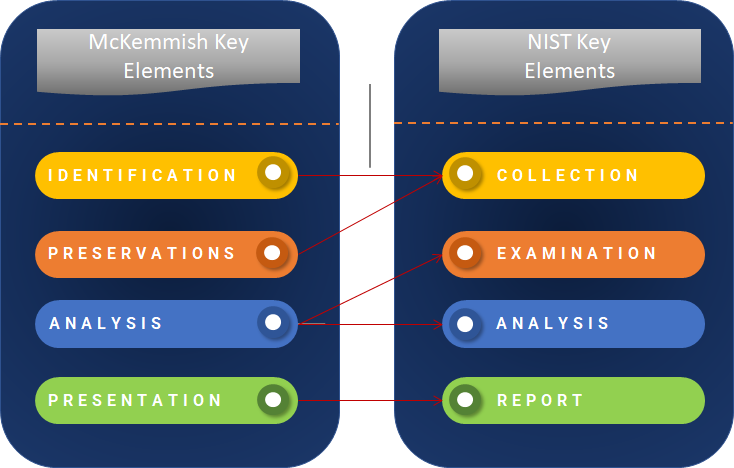 McKemmish Key
Elements
IDENTIFICATION
PRESERVATIONS
ANALYSIS
PRESENTATION
NIST Key
Elements
COLLECTION
EXAMINATION
ANALYSIS
REPORT